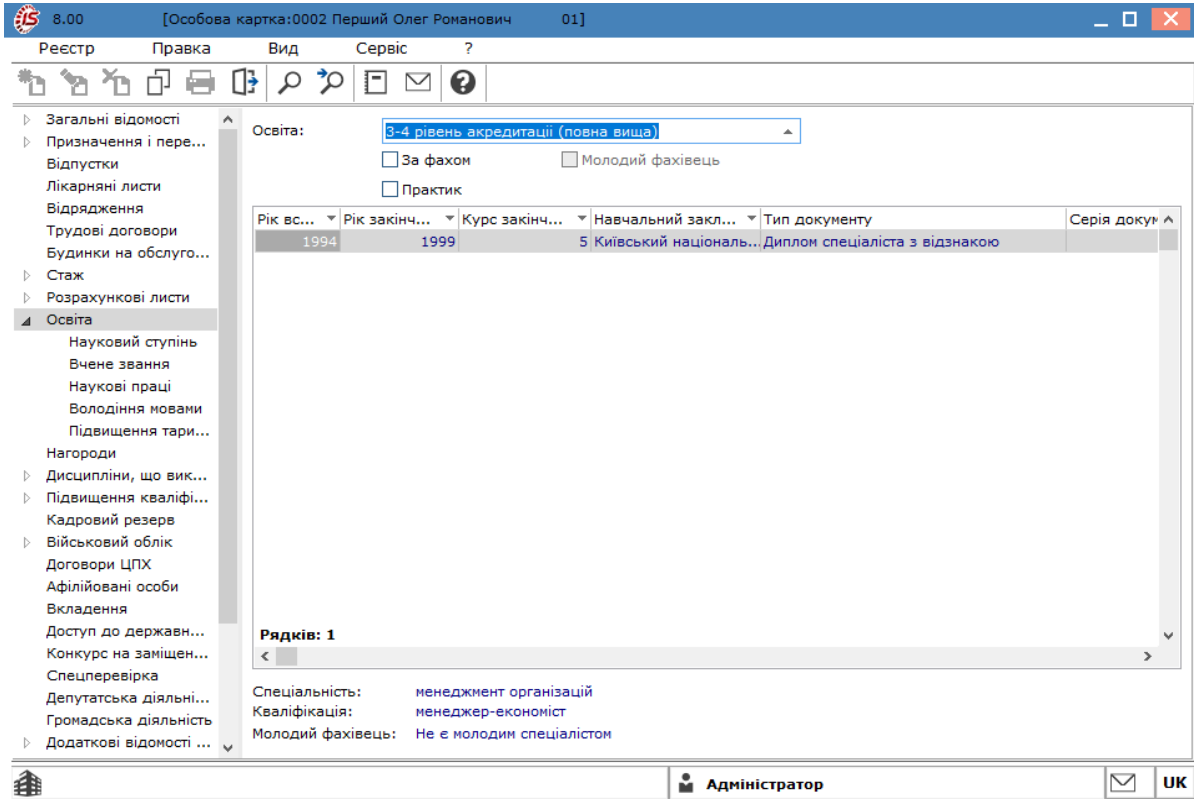 iS 8.00 [Особова картка:0002 Перший Олег Романович 01]
Реєстр Правка Вид Сервіс ?
Загальні відомості
Призначення і пере...
Відпустки
Лікарняні листи
Відрядження
Трудові договори
Будинки на обслуго...
Стаж
Розрахункові листи
Освіта
Науковий ступінь
Вчене звання
Наукові праці
Володіння мовами
Підвищення тари...
Нагороди
Дисципліни, що вик...
Підвищення кваліфі...
Кадровий резерв
Військовий облік
Договори ЦПХ
Афілійовані особи
Вкладення
Доступ до державн...
Конкурс на заміщен...
Спецперевірка
Депутатська діяльні...
Громадська діяльність
Додаткові відомості ...
Освіта: 3-4 рівень акредитації (повна вища)
За фахом Молодий фахівець
Практик
Рік вс... Рік закінч... Курс закінч... Навчальний закл... Тип документу Серія докум
1994 1999 5 Київський національ... Диплом спеціаліста з відзнакою
Рядків: 1
Спеціальність: менеджмент організацій
Кваліфікація: менеджер-економіст
Молодий фахівець: Не є молодим спеціалістом
Адміністратор UK